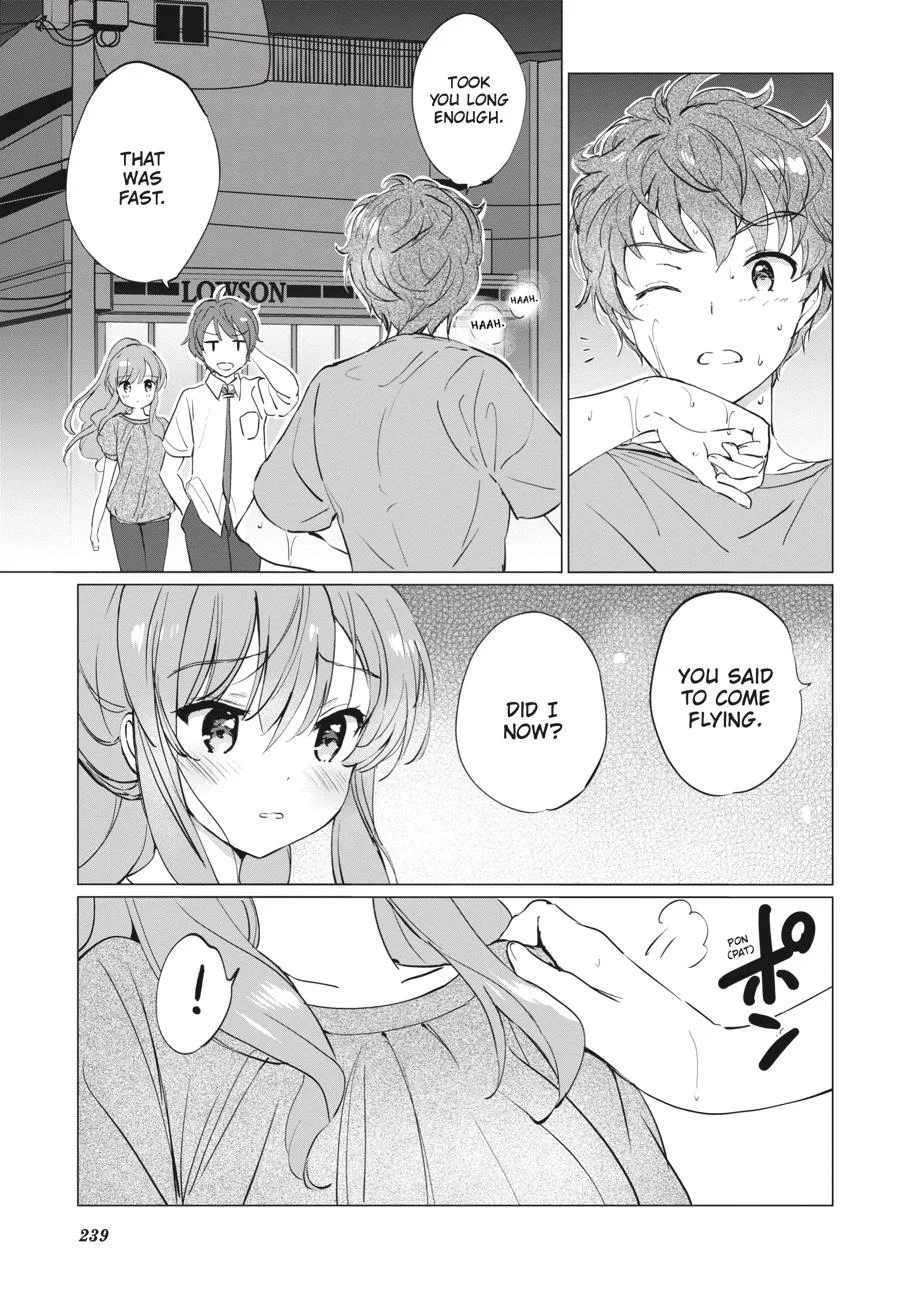 TOOK
YOU LONG
ENOUGH.
HAAH.
HAAH.
THAT
WAS
FAST.
LOWSON
YOU SAID
TO COME
FLYING.
DID I
NOW?
ポン
PON
(PAT)
!
239